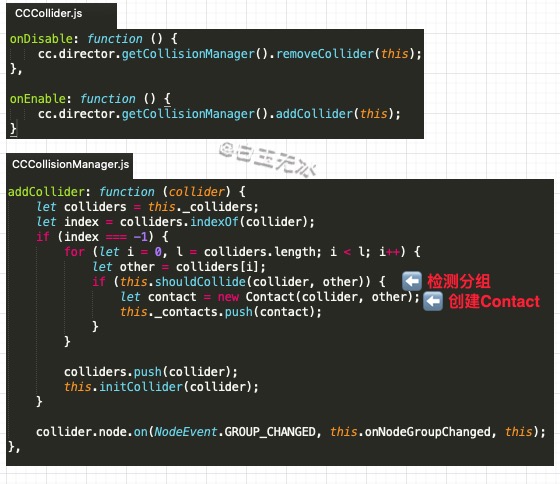 CCCollider.js
onDisable: function () {
    cc.director.getCollisionManager().removeCollider(this);
},
onEnable: function () {
    cc.director.getCollisionManager().addCollider(this);
}
@白玉无冰
CCCollisionManager.js
addCollider: function (collider) {
    let colliders = this._colliders;
    let index = colliders.indexOf(collider);
    if (index === -1) {
        for (let i = 0, l = colliders.length; i < l; i++) {
            let other = colliders[i];
            if (this.shouldCollide(collider, other)) { 检测分组
                let contact = new Contact(collider, other); 创建Contact
                this._contacts.push(contact);
            }
        }
        colliders.push(collider);
        this.initCollider(collider);
    }
    collider.node.on(NodeEvent.GROUP_CHANGED, this.onNodeGroupChanged, this);
},